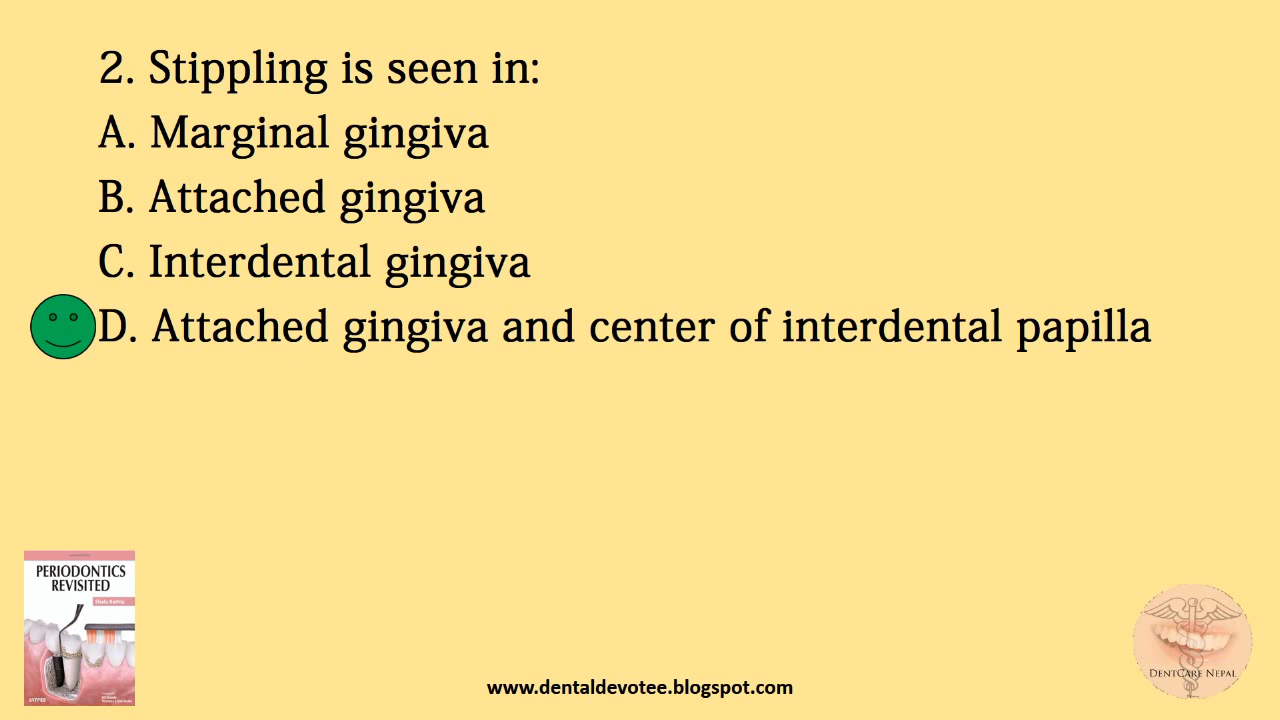 2. Stippling is seen in:
A. Marginal gingiva
B. Attached gingiva
C. Interdental gingiva
D. Attached gingiva and center of interdental papilla
PERIODONTICS
REVISITED
www.dentaldevotee.blogspot.com
DENTCARE NEPAL